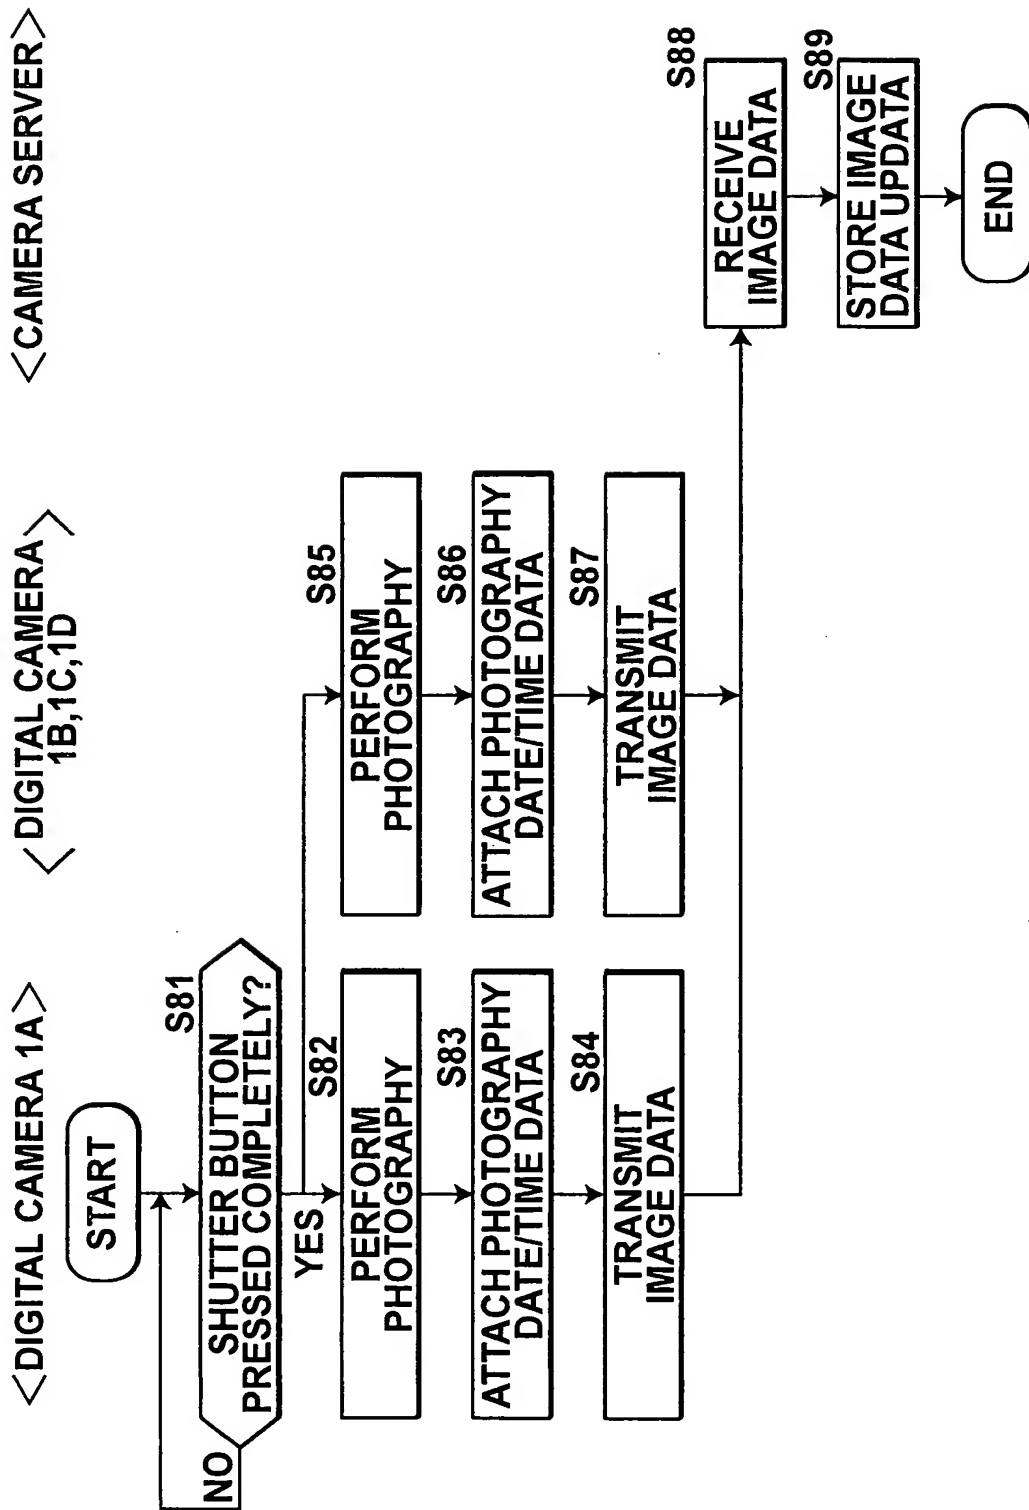 <DIGITAL CAMERA 1A>
START
SHUTTER BUTTON
PRESSED COMPLETELY?
S81
NO
YES
PERFORM
PHOTOGRAPHY
S82
ATTACH PHOTOGRAPHY
DATE/TIME DATA
S83
TRANSMIT
IMAGE DATA
S84
<DIGITAL CAMERA
1B,1C,1D>
PERFORM
PHOTOGRAPHY
S85
ATTACH PHOTOGRAPHY
DATE/TIME DATA
S86
TRANSMIT
IMAGE DATA
S87
<CAMERA SERVER>
RECEIVE
IMAGE DATA
S88
STORE IMAGE
DATA UPDATA
S89
END